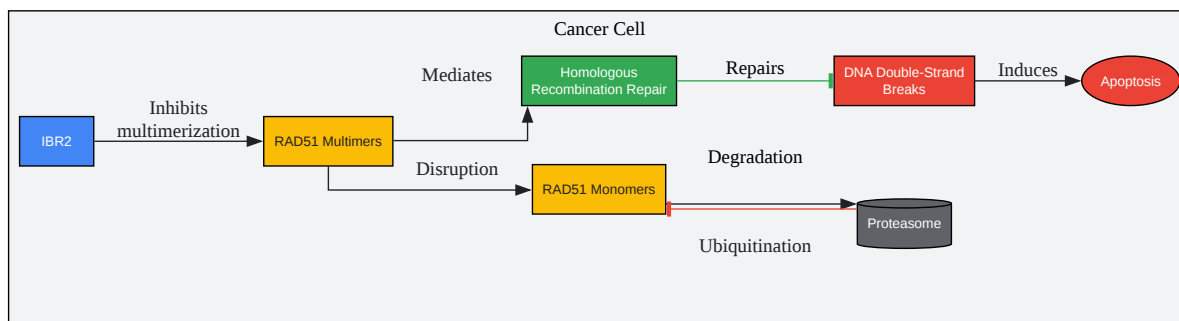 Cancer Cell
Mediates
Homologous
Recombination Repair
Repairs
DNA Double-Strand
Breaks
Induces
Apoptosis
Inhibits
multimerization
IBR2
RAD51 Multimers
Disruption
RAD51 Monomers
Degradation
Proteasome
Ubiquitination